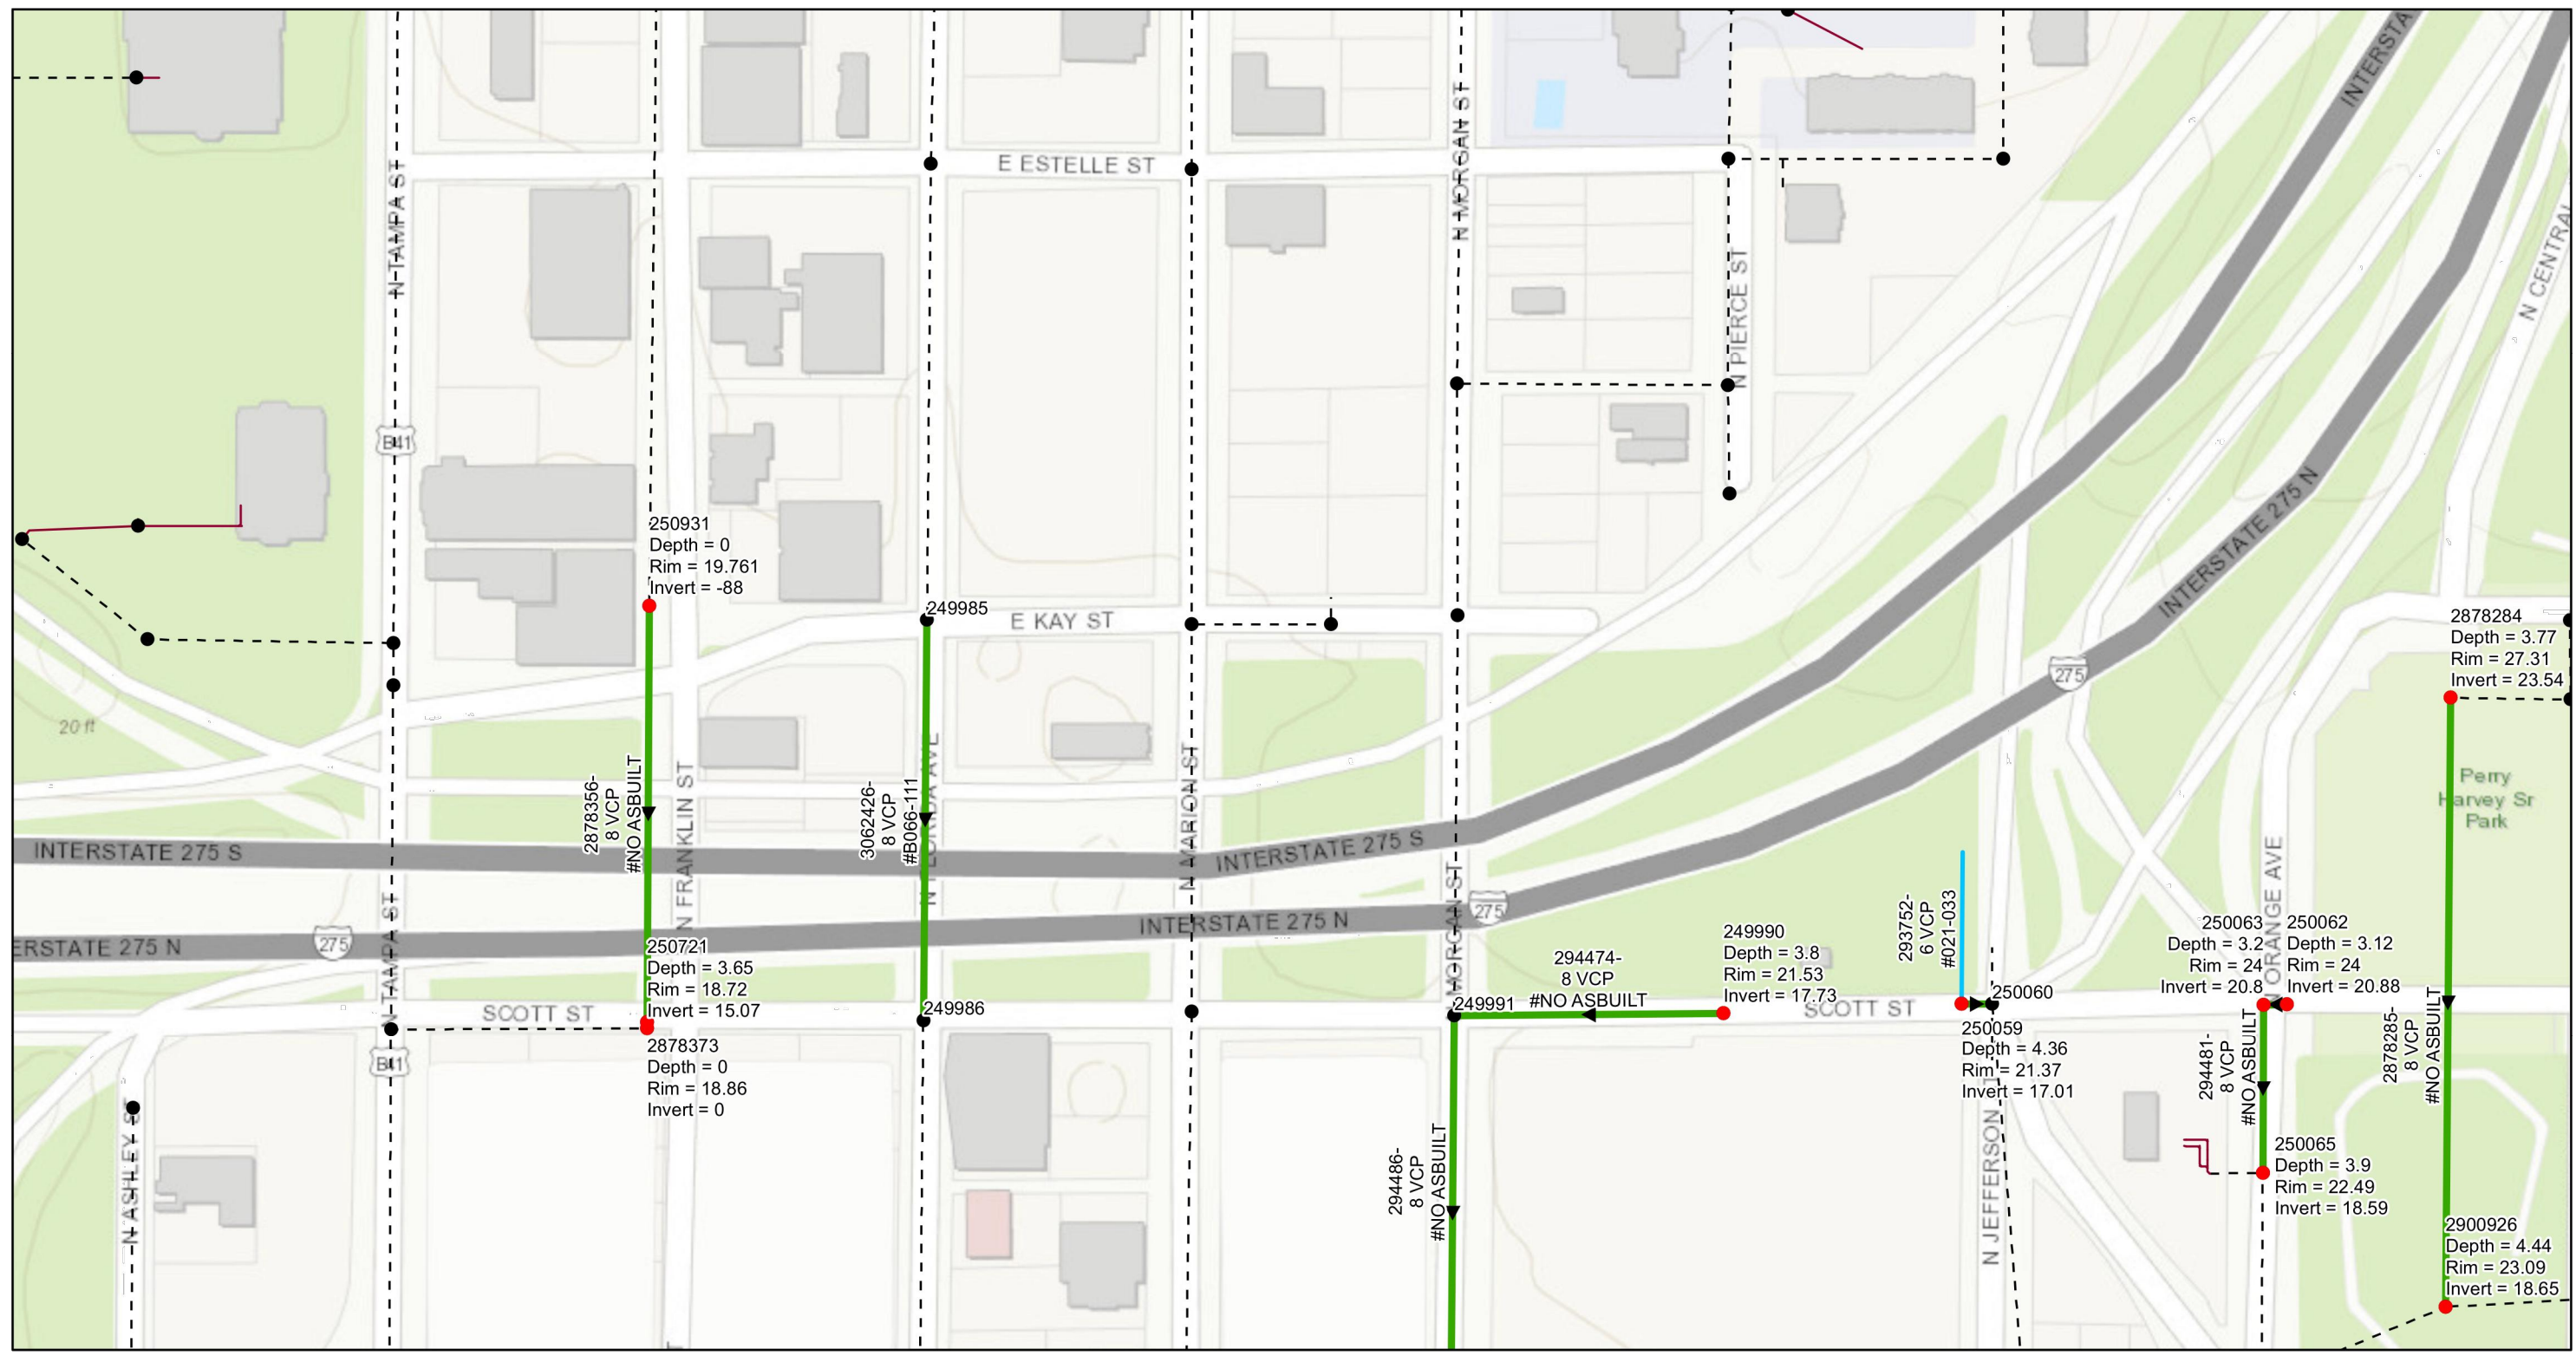 INTERSTA
E ESTELLE ST
N MORGAN ST
N TAMPA ST
N PIERCE ST
N CENTRAL
B41
INTERSTATE 275 N
250931
Depth = 0
Rim = 19.761
Invert = -88
249985
E KAY ST
2878284
Depth = 3.77
Rim = 27.31
Invert = 23.54
275
20 ft
Perry
Harvey Sr
Park
2878356-
8 VCP
#NO ASBUILT
N FRANKLIN ST
3062426-
8 VCP
#B066-111
N FLORIDA AVE
N MARION ST
INTERSTATE 275 S
INTERSTATE 275 S
MORGAN ST
275
INTERSTATE 275 N
ERSTATE 275 N
275
N TAMPA ST
250721
Depth = 3.65
Rim = 18.72
Invert = 15.07
249990
Depth = 3.8
Rim = 21.53
Invert = 17.73
293752-
6 VCP
#021-033
250063
Depth = 3.2
Rim = 24
Invert = 20.8
250062
Depth = 3.12
Rim = 24
Invert = 20.88
N ORANGE AVE
294474-
8 VCP
#NO ASBUILT
249991
249986
SCOTT ST
SCOTT ST
250060
250059
Depth = 4.36
Rim = 21.37
Invert = 17.01
2878373
Depth = 0
Rim = 18.86
Invert = 0
B41
294481-
8 VCP
#NO ASBUILT
2878285-
8 VCP
#NO ASBUILT
N ASHLEY ST
294486-
8 VCP
#NO ASBUILT
N JEFFERSON
250065
Depth = 3.9
Rim = 22.49
Invert = 18.59
2900926
Depth = 4.44
Rim = 23.09
Invert = 18.65